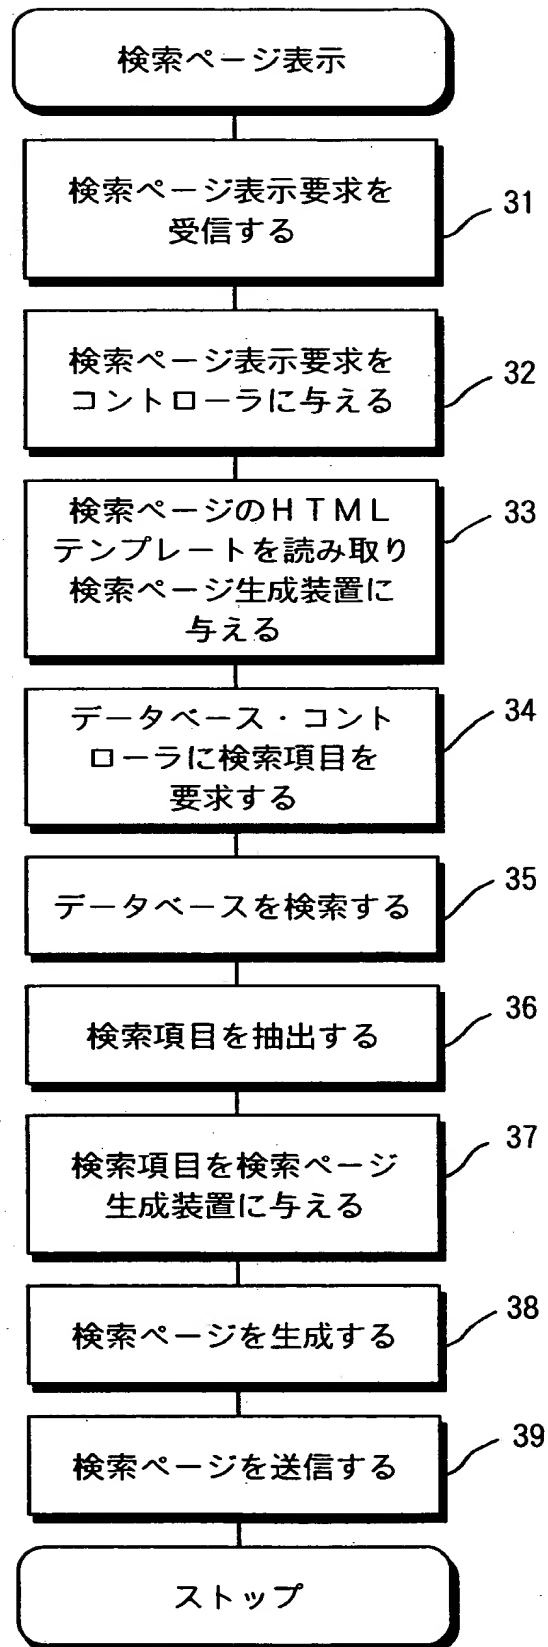 検索ページ表示
検索ページ表示要求を
受信する
31
検索ページ表示要求を
コントローラに与える
32
検索ページのHTML
テンプレートを読み取り
検索ページ生成装置に
与える
33
データベース・コント
ローラに検索項目を
要求する
34
データベースを検索する
35
検索項目を抽出する
36
検索項目を検索ページ
生成装置に与える
37
検索ページを生成する
38
検索ページを送信する
39
ストップ